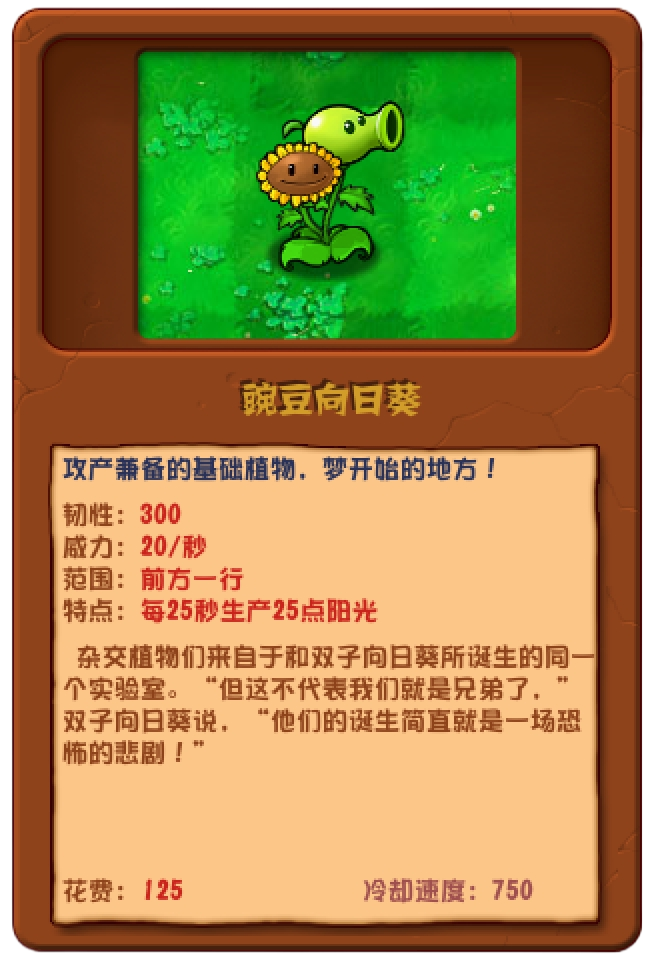 豌豆向日葵
攻产兼备的基础植物，梦开始的地方！
韧性：300
威力：20/秒
范围：前方一行
特点：每25秒生产25点阳光
杂交植物们来自于和双子向日葵所诞生的同一
个实验室。“但这不代表我们就是兄弟了，”
双子向日葵说，“他们的诞生简直就是一场恐
怖的悲剧！”
花费：125
冷却速度：750